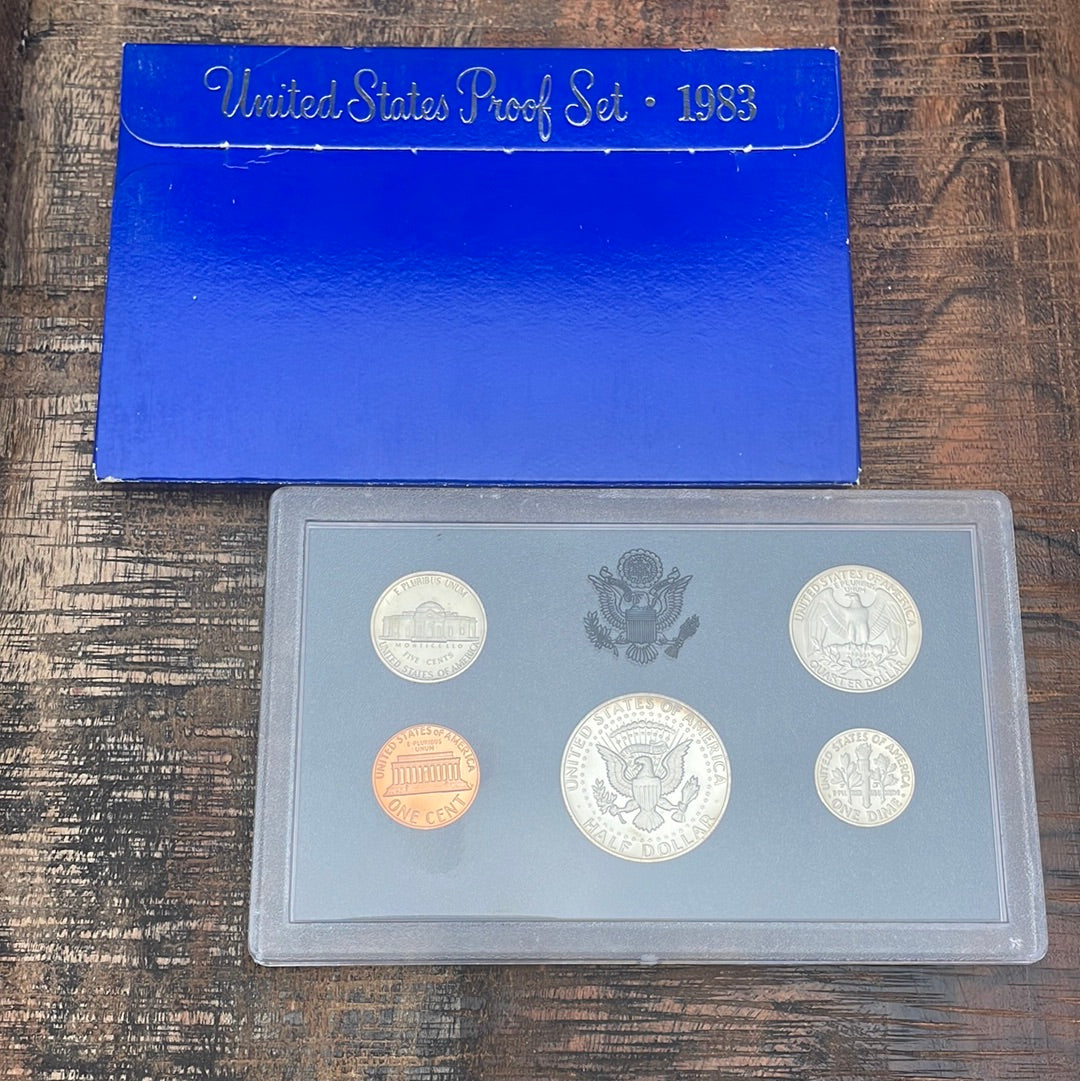 United States Proof Set · 1983
E PLURIBUS UNUM
MONTICELLO
FIVE CENTS
UNITED STATES OF AMERICA
UNITED STATES OF AMERICA
E PLURIBUS
UNUM
QUARTER DOLLAR
UNITED STATES OF AMERICA
E PLURIBUS
UNUM
ONE CENT
UNITED STATES OF AMERICA
HALF DOLLAR
UNITED STATES OF AMERICA
ONE DIME